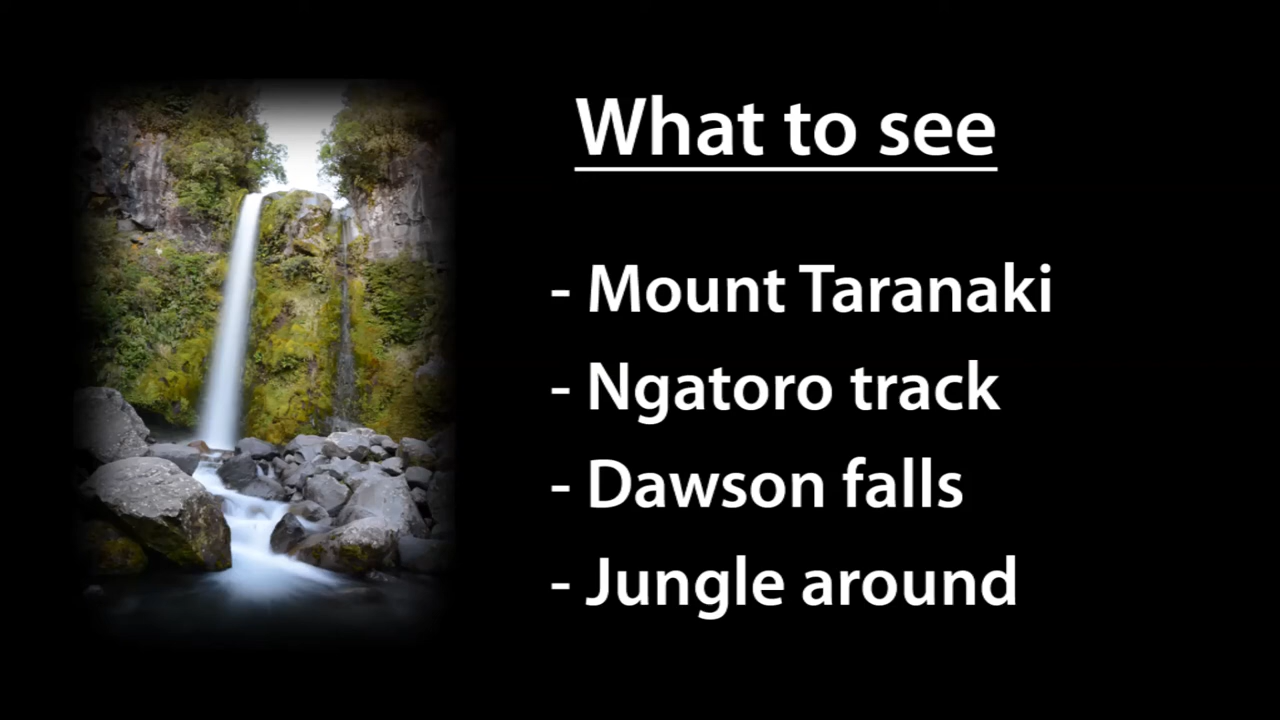 What to see
- Mount Taranaki
- Ngatoro track
- Dawson falls
- Jungle around